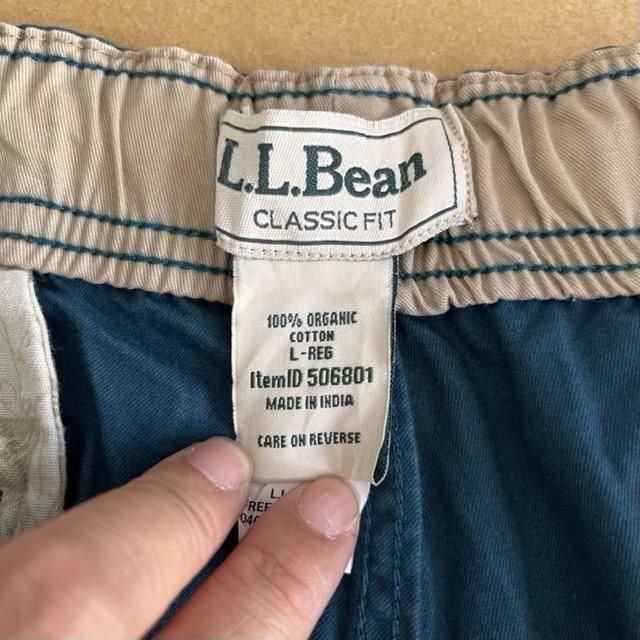 L.L.Bean
CLASSIC FIT
100% ORGANIC
COTTON
L-REG
ItemID 506801
MADE IN INDIA
CARE ON REVERSE